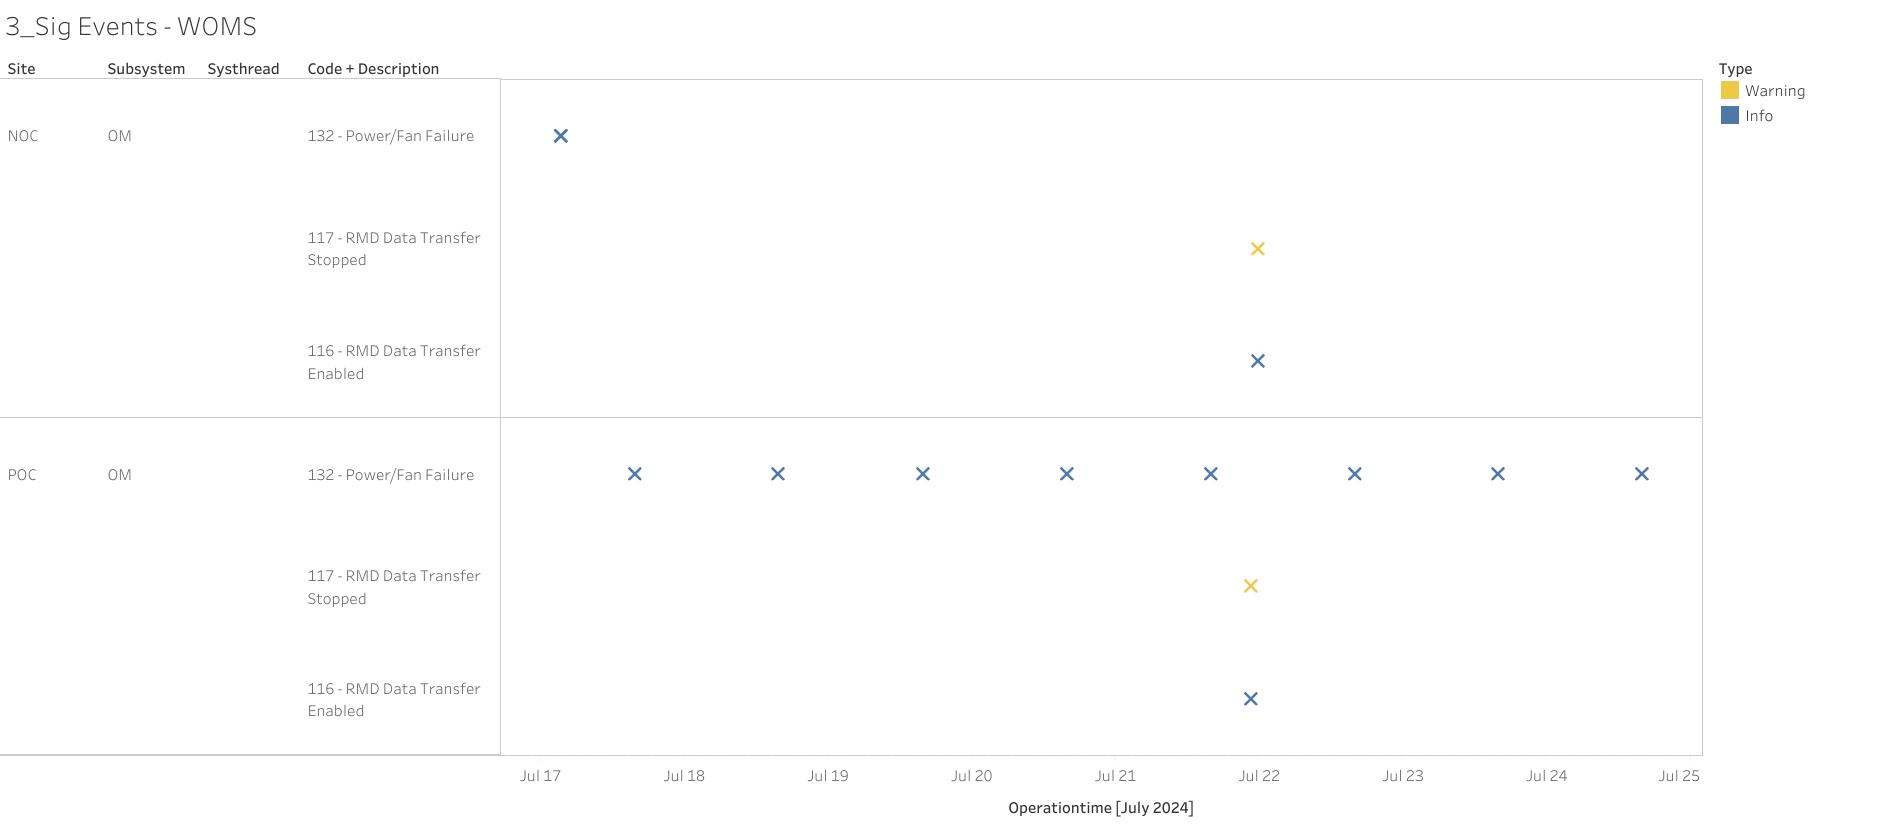 3_Sig Events - WOMS
Site Subsystem Systhread Code + Description
Type
Warning
Info
NOC OM 132 - Power/Fan Failure
117 - RMD Data Transfer
Stopped
116 - RMD Data Transfer
Enabled
POC OM 132 - Power/Fan Failure
117 - RMD Data Transfer
Stopped
116 - RMD Data Transfer
Enabled
Jul 17 Jul 18 Jul 19 Jul 20 Jul 21 Jul 22 Jul 23 Jul 24 Jul 25
Operationtime [July 2024]